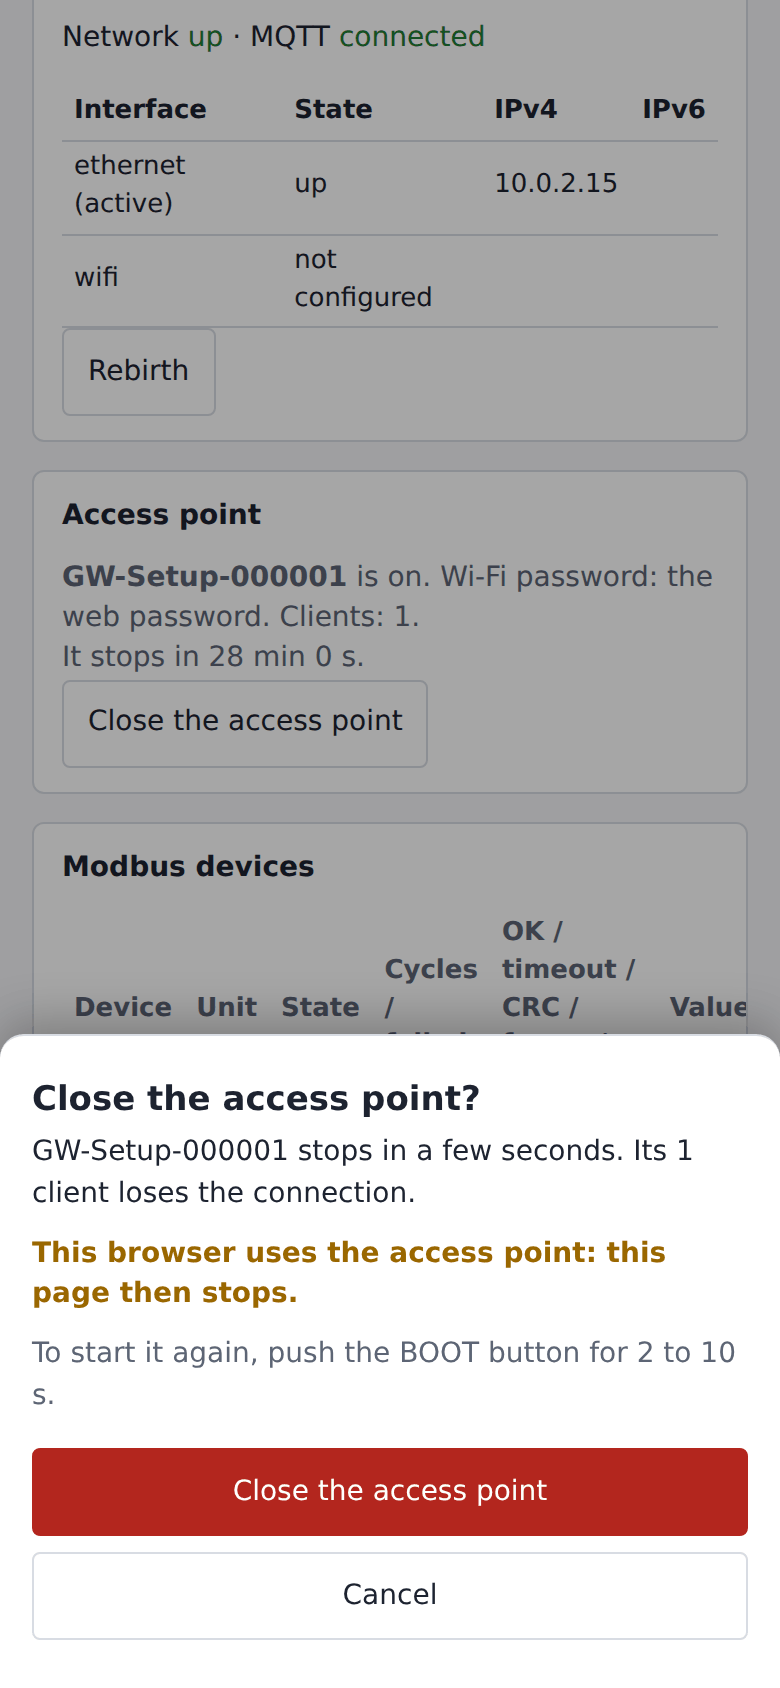 Network up · MQTT connected
Interface State IPv4 IPv6
ethernet
(active) up 10.0.2.15
wifi not
configured
Rebirth
Access point
GW-Setup-000001 is on. Wi-Fi password: the
web password. Clients: 1.
It stops in 28 min 0 s.
Close the access point
Modbus devices
OK /
Cycles timeout /
Device Unit State / CRC / Value
Close the access point?
GW-Setup-000001 stops in a few seconds. Its 1
client loses the connection.
This browser uses the access point: this
page then stops.
To start it again, push the BOOT button for 2 to 10
s.
Close the access point
Cancel